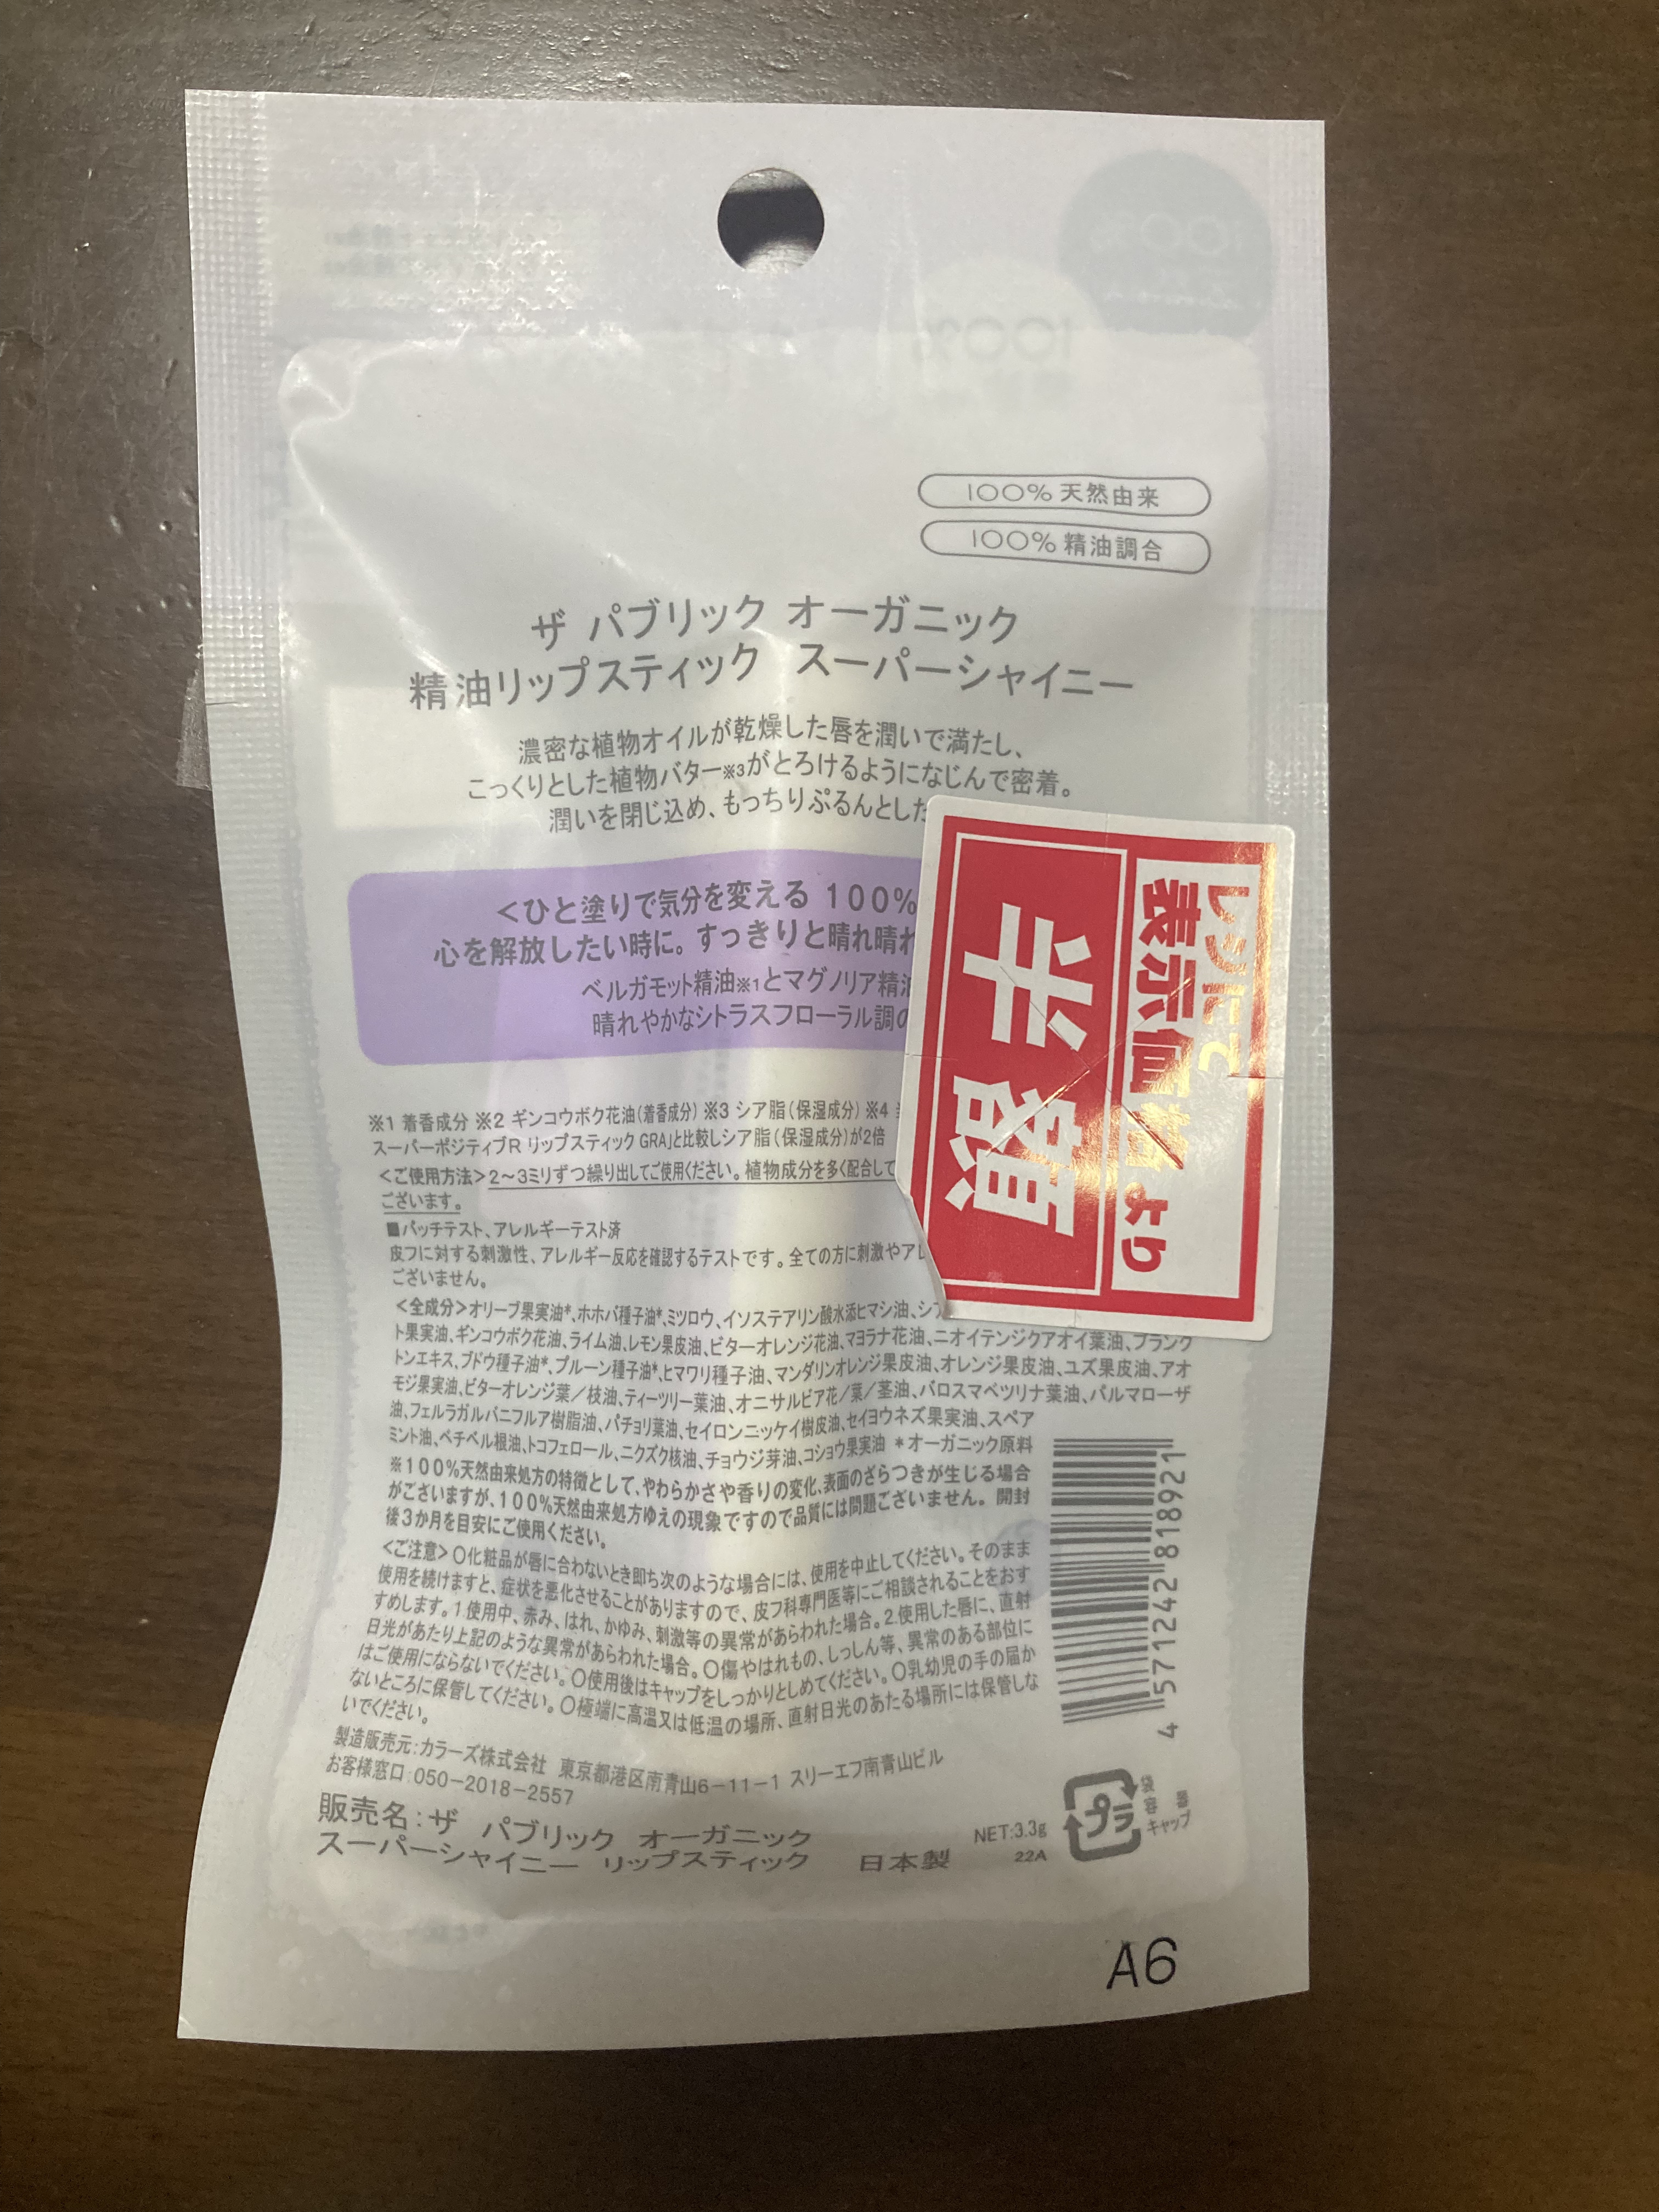 100%天然由来
100%精油調合
ザ パブリック オーガニック
精油リップスティック スーパーシャイニー
濃密な植物オイルが乾燥した唇を潤いで満たし、
こっくりとした植物バター※3がとろけるようになじんで密着。
潤いを閉じ込め、もっちりぷるんとした
<ひと塗りで気分を変える 100%
心を解放したい時に。すっきりと晴れ晴れ
ベルガモット精油※1とマグノリア精油
晴れやかなシトラスフローラル調の
レジにて
表示価格より
半額
※1 着香成分 ※2 ギンコウボク花油(着香成分) ※3 シア脂(保湿成分) ※4
スーパーポジティブR リップスティック GRA」と比較しシア脂(保湿成分)が2倍
<ご使用方法>2〜3ミリずつ繰り出してご使用ください。植物成分を多く配合して
ございます。
■パッチテスト、アレルギーテスト済
皮フに対する刺激性、アレルギー反応を確認するテストです。全ての方に刺激やアレ
ございません。
<全成分>オリーブ果実油*、ホホバ種子油*、ミツロウ、イソステアリン酸水添ヒマシ油、シア
ト果実油、ギンコウボク花油、ライム油、レモン果皮油、ビターオレンジ花油、マヨラナ花油、ニオイテンジクアオイ葉油、プランク
トンエキス、ブドウ種子油*、プルーン種子油*、ヒマワリ種子油、マンダリンオレンジ果皮油、オレンジ果皮油、ユズ果皮油、アオ
モジ果実油、ビターオレンジ葉/枝油、ティーツリー葉油、オニサルビア花/葉/茎油、バロスマベツリナ葉油、パルマローザ
油、フェルラガルバニフルア樹脂油、パチョリ葉油、セイロンニッケイ樹皮油、セイヨウネズ果実油、スペア
ミント油、ベチベル根油、トコフェロール、ニクズク核油、チョウジ芽油、コショウ果実油 *オーガニック原料
※100%天然由来処方の特徴として、やわらかさや香りの変化、表面のざらつきが生じる場合
がございますが、100%天然由来処方ゆえの現象ですので品質には問題ございません。開封
後3か月を目安にご使用ください。
<ご注意>○化粧品が唇に合わないとき即ち次のような場合には、使用を中止してください。そのまま
使用を続けますと、症状を悪化させることがありますので、皮フ科専門医等にご相談されることをおす
すめします。1.使用中、赤み、はれ、かゆみ、刺激等の異常があらわれた場合。2.使用した唇に、直射
日光があたり上記のような異常があらわれた場合。○傷やはれもの、しっしん等、異常のある部位に
はご使用にならないでください。○使用後はキャップをしっかりとしめてください。○乳幼児の手の届か
ないところに保管してください。○極端に高温又は低温の場所、直射日光のあたる場所には保管しな
いでください。
4 571242 818921
製造販売元:カラーズ株式会社 東京都港区南青山6-11-1 スリーエフ南青山ビル
お客様窓口:050-2018-2557
販売名:ザ パブリック オーガニック
スーパーシャイニー リップスティック 日本製
NET:3.3g
22A
プラ
袋
容器
キャップ
A6